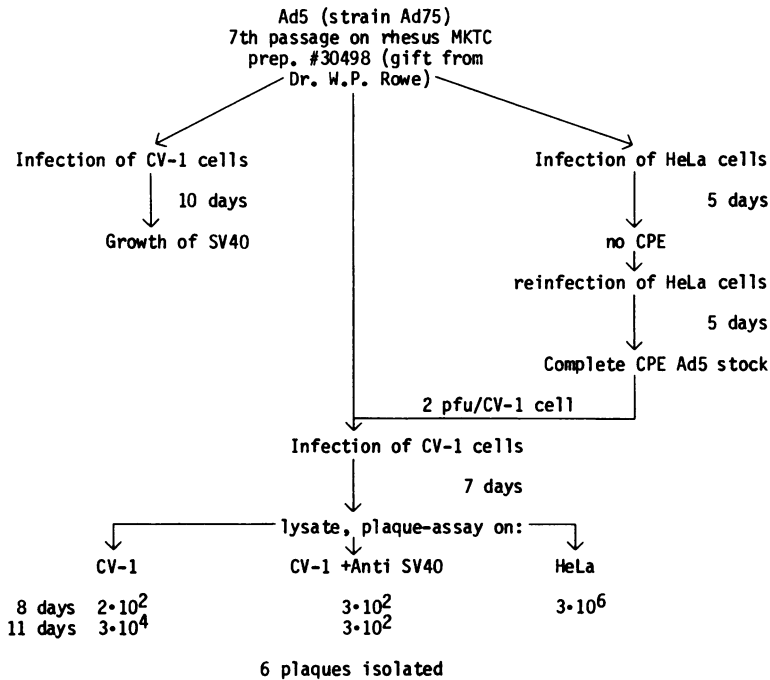 Ad5 (strain Ad75)
7th passage on rhesus MKTC
prep. #30498 (gift from
Dr. W.P. Rowe)
Infection of CV-1 cells
10 days
Growth of SV40
Infection of HeLa cells
5 days
no CPE
reinfection of HeLa cells
5 days
Complete CPE Ad5 stock
2 pfu/CV-1 cell
Infection of CV-1 cells
7 days
lysate, plaque-assay on:
CV-1 CV-1 +Anti SV40 HeLa
8 days 2·10² 3·10² 3·10⁶
11 days 3·10⁴ 3·10²
6 plaques isolated